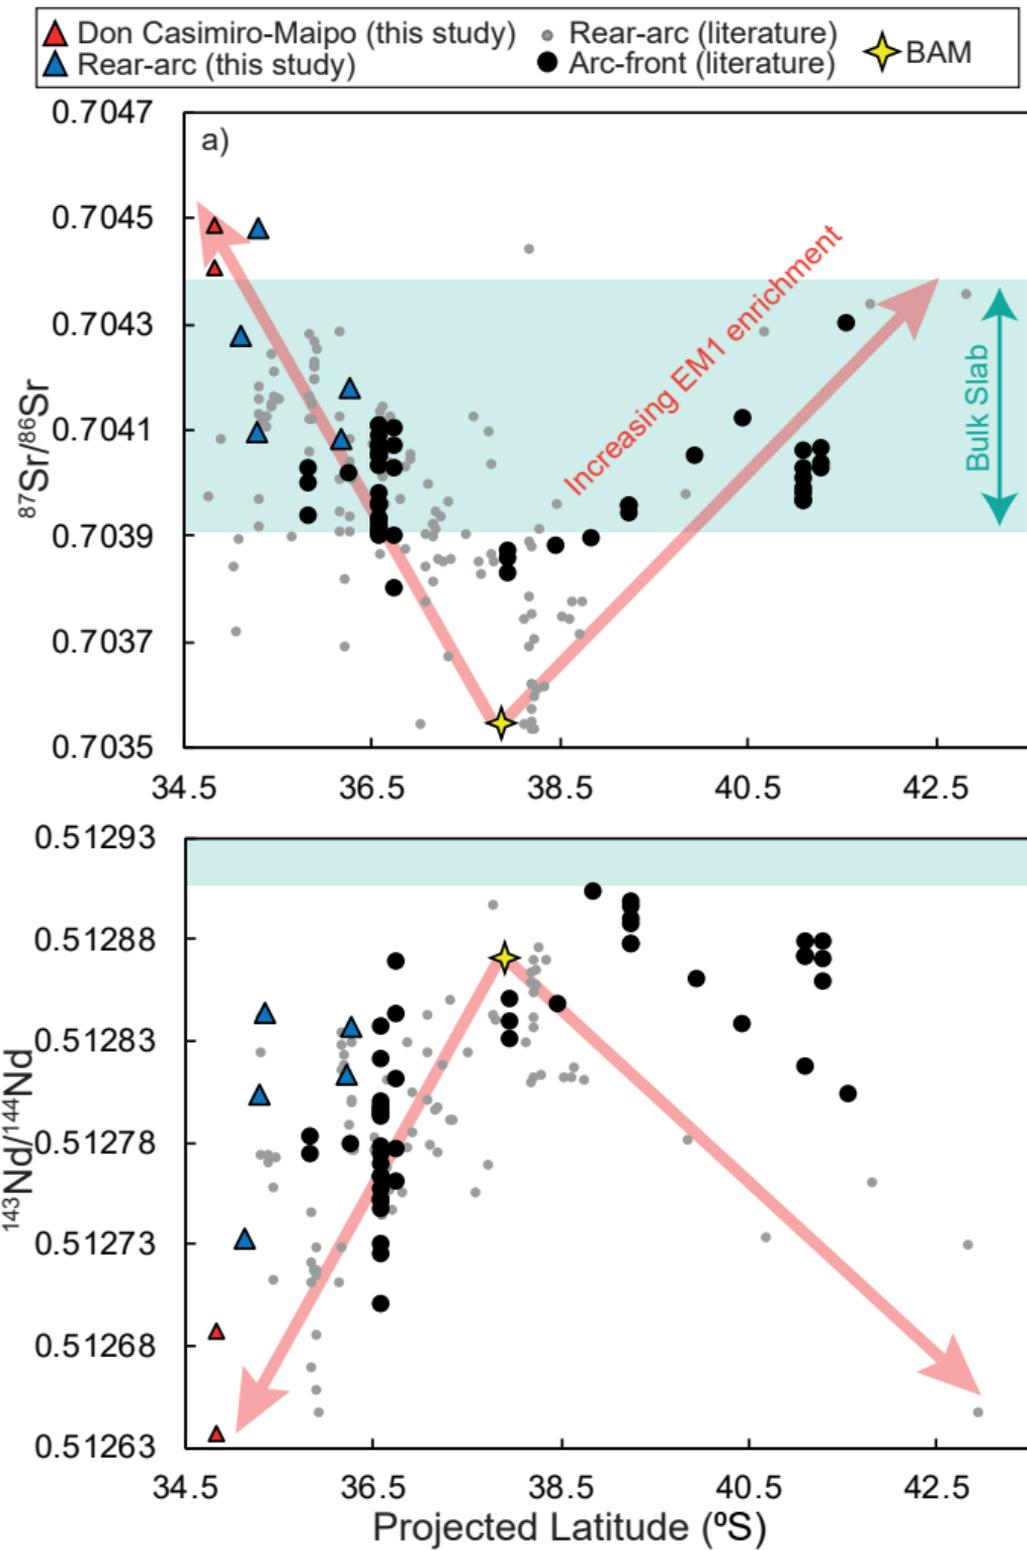 Don Casimiro-Maipo (this study)
Rear-arc (literature)
BAM
Rear-arc (this study)
Arc-front (literature)
0.7047
a)
0.7045
0.7043
0.7041
0.7039
0.7037
0.7035
⁸⁷Sr/⁸⁶Sr
Increasing EM1 enrichment
Bulk Slab
34.5 36.5 38.5 40.5 42.5
0.51293
0.51288
0.51283
0.51278
0.51273
0.51268
0.51263
¹⁴³Nd/¹⁴⁴Nd
34.5 36.5 38.5 40.5 42.5
Projected Latitude (ºS)